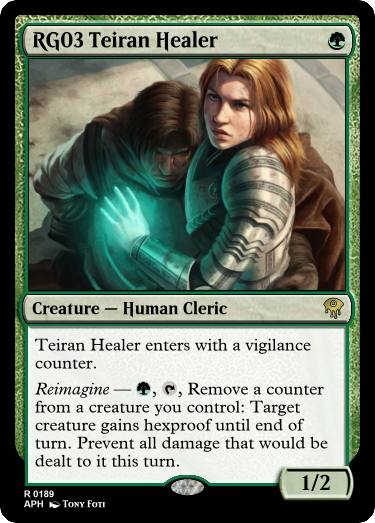 RG03 Teiran Healer
Creature — Human Cleric
Teiran Healer enters with a vigilance
counter.
Reimagine — , , Remove a counter
from a creature you control: Target
creature gains hexproof until end of
turn. Prevent all damage that would be
dealt to it this turn.
1/2
R 0189
APH Tony Foti